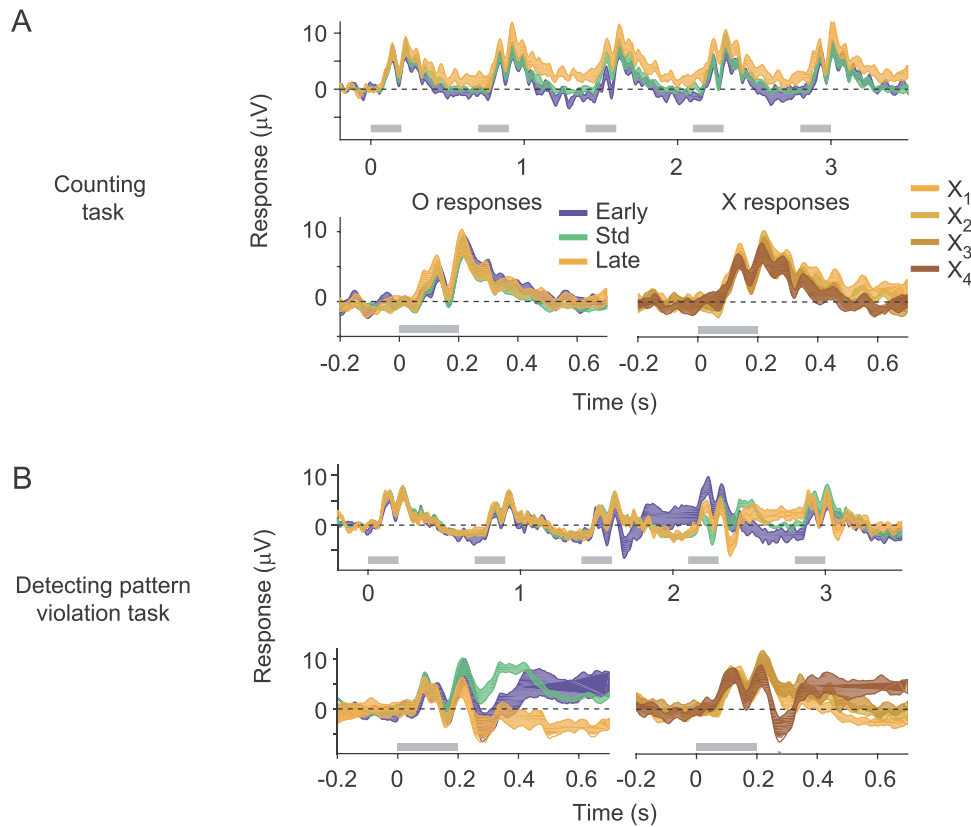 A
Counting
task
Response (μV)
10
0
0
1
2
3
O responses
X responses
Early
Std
Late
X1
X2
X3
X4
10
0
-0.2
0
0.2
0.4
0.6
-0.2
0
0.2
0.4
0.6
Time (s)
B
Detecting pattern
violation task
Response (μV)
10
0
0
1
2
3
10
0
-0.2
0
0.2
0.4
0.6
-0.2
0
0.2
0.4
0.6
Time (s)